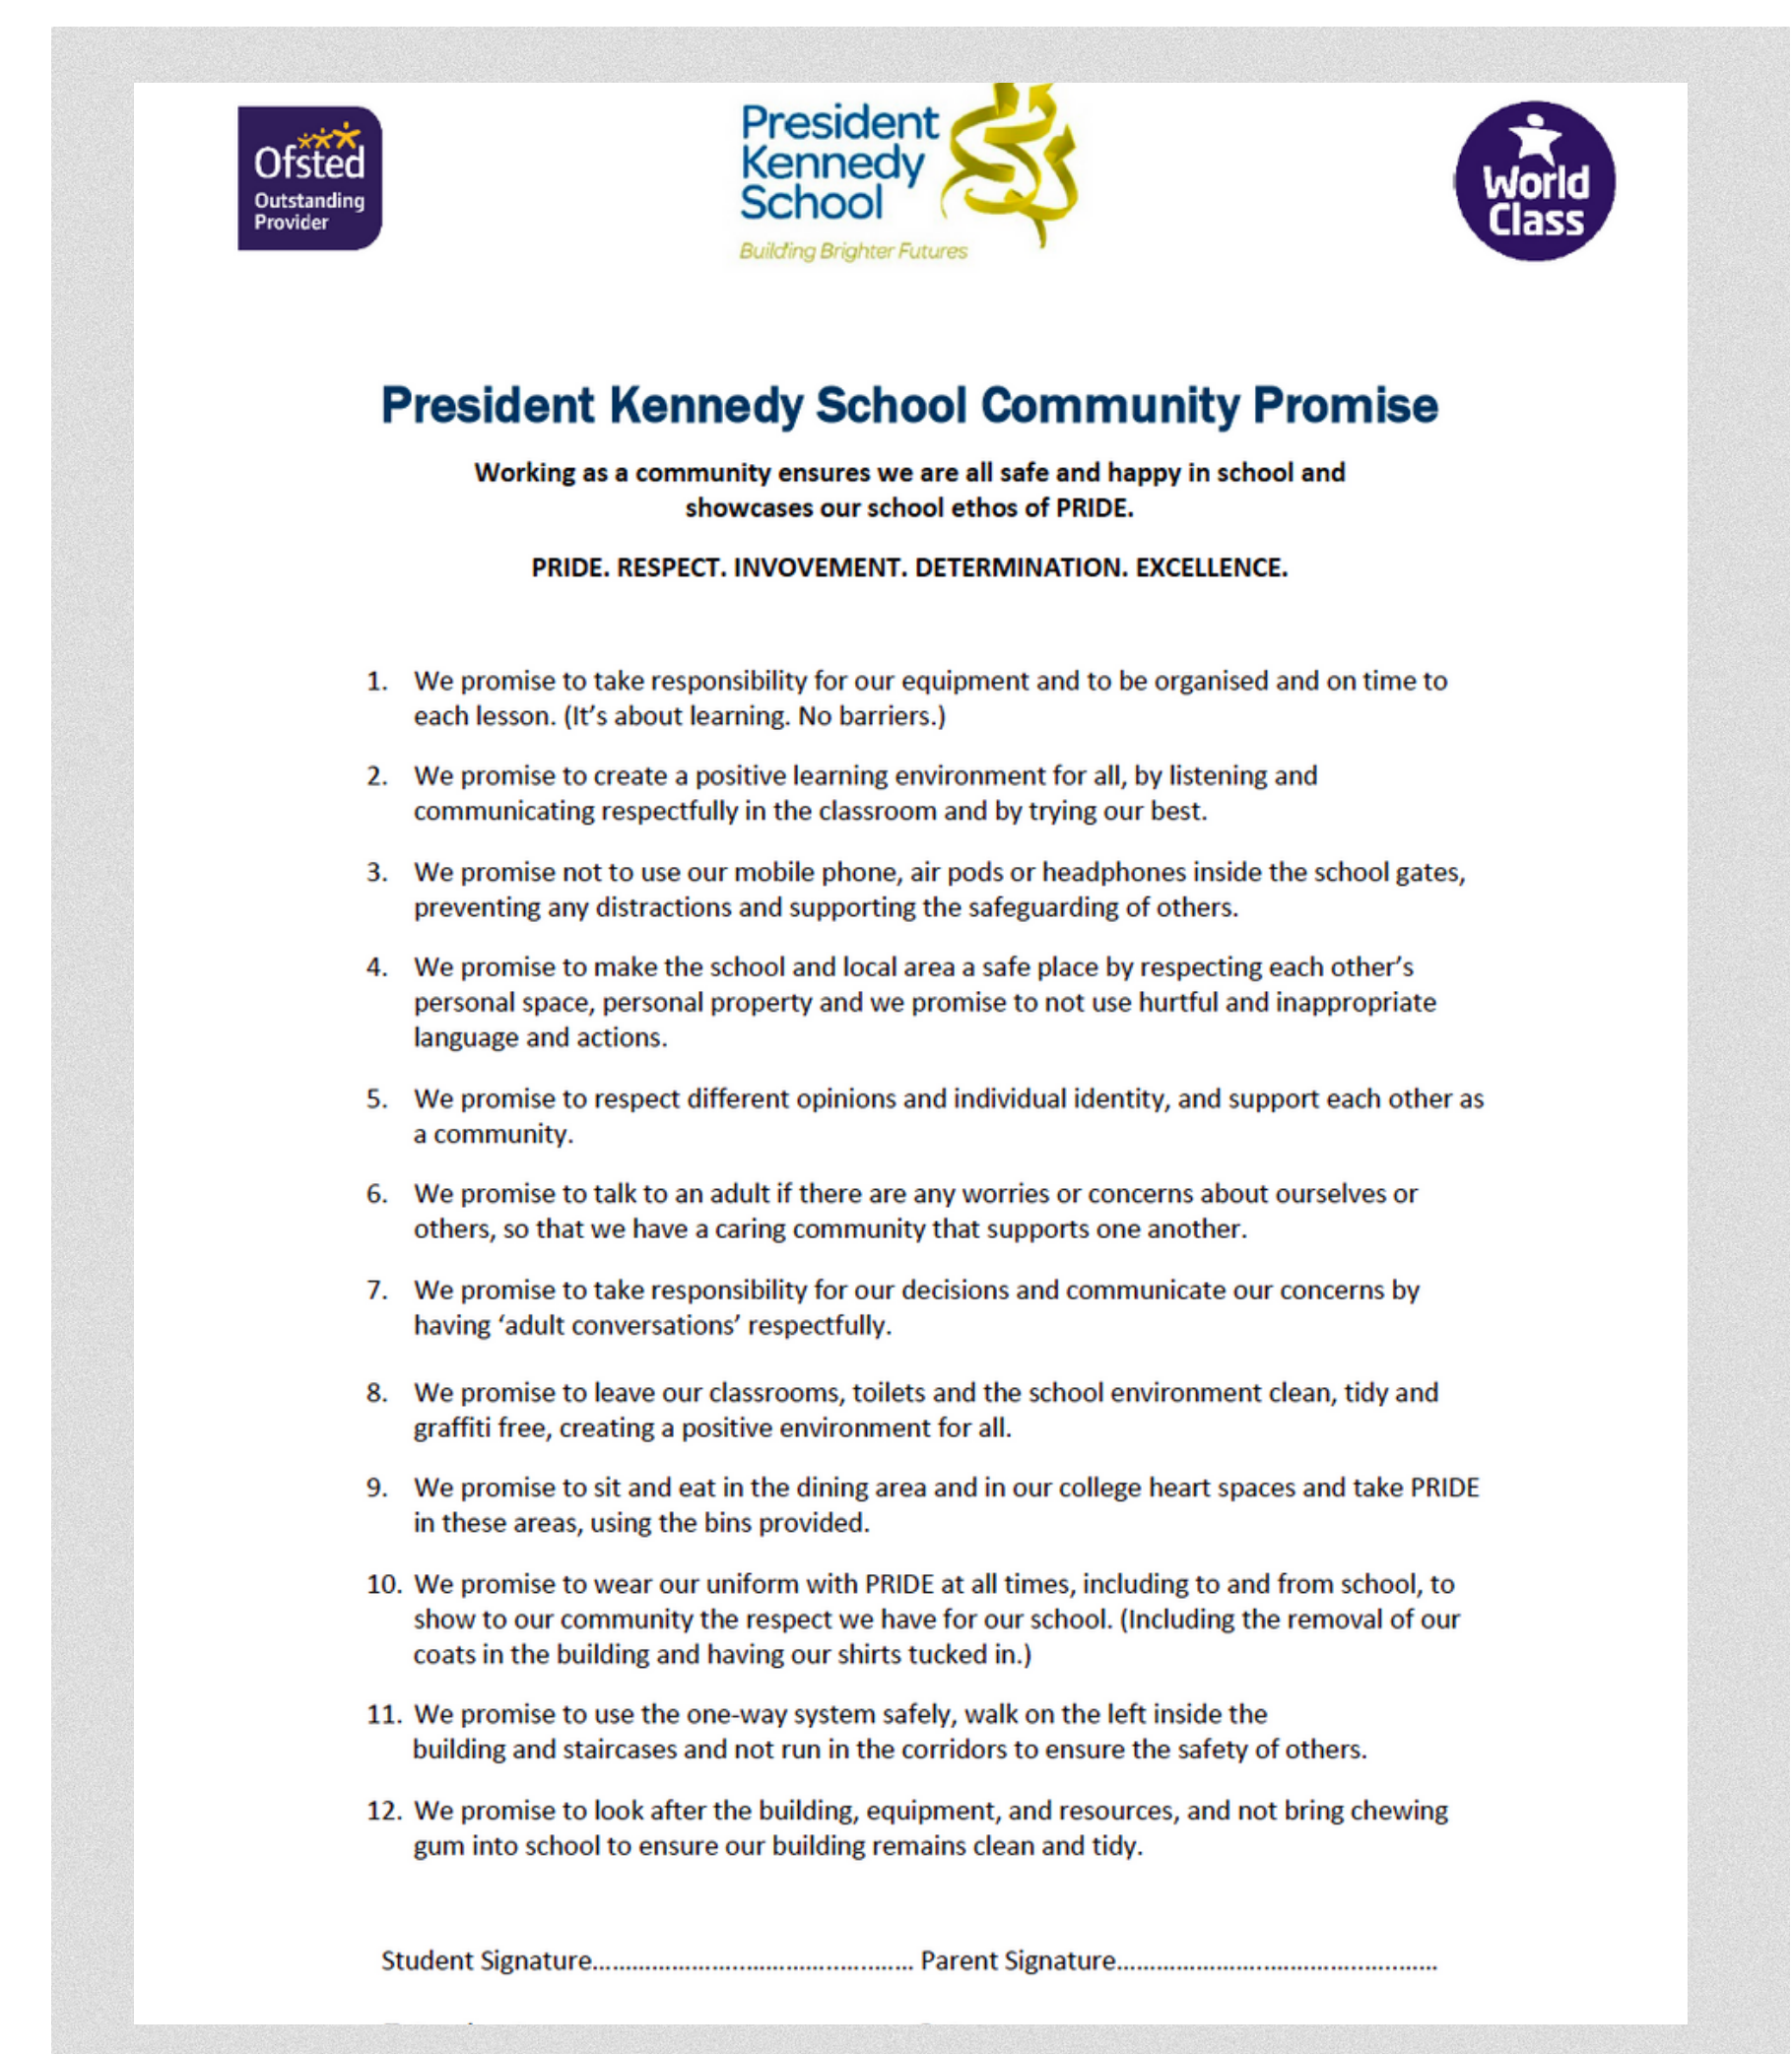 Ofsted
Outstanding
Provider
President
Kennedy
School
Building Brighter Futures
World
Class
President Kennedy School Community Promise
Working as a community ensures we are all safe and happy in school and
showcases our school ethos of PRIDE.
PRIDE. RESPECT. INVOVEMENT. DETERMINATION. EXCELLENCE.
1. We promise to take responsibility for our equipment and to be organised and on time to
each lesson. (It’s about learning. No barriers.)
2. We promise to create a positive learning environment for all, by listening and
communicating respectfully in the classroom and by trying our best.
3. We promise not to use our mobile phone, air pods or headphones inside the school gates,
preventing any distractions and supporting the safeguarding of others.
4. We promise to make the school and local area a safe place by respecting each other’s
personal space, personal property and we promise to not use hurtful and inappropriate
language and actions.
5. We promise to respect different opinions and individual identity, and support each other as
a community.
6. We promise to talk to an adult if there are any worries or concerns about ourselves or
others, so that we have a caring community that supports one another.
7. We promise to take responsibility for our decisions and communicate our concerns by
having ‘adult conversations’ respectfully.
8. We promise to leave our classrooms, toilets and the school environment clean, tidy and
graffiti free, creating a positive environment for all.
9. We promise to sit and eat in the dining area and in our college heart spaces and take PRIDE
in these areas, using the bins provided.
10. We promise to wear our uniform with PRIDE at all times, including to and from school, to
show to our community the respect we have for our school. (Including the removal of our
coats in the building and having our shirts tucked in.)
11. We promise to use the one-way system safely, walk on the left inside the
building and staircases and not run in the corridors to ensure the safety of others.
12. We promise to look after the building, equipment, and resources, and not bring chewing
gum into school to ensure our building remains clean and tidy.
Student Signature................................................ Parent Signature................................................